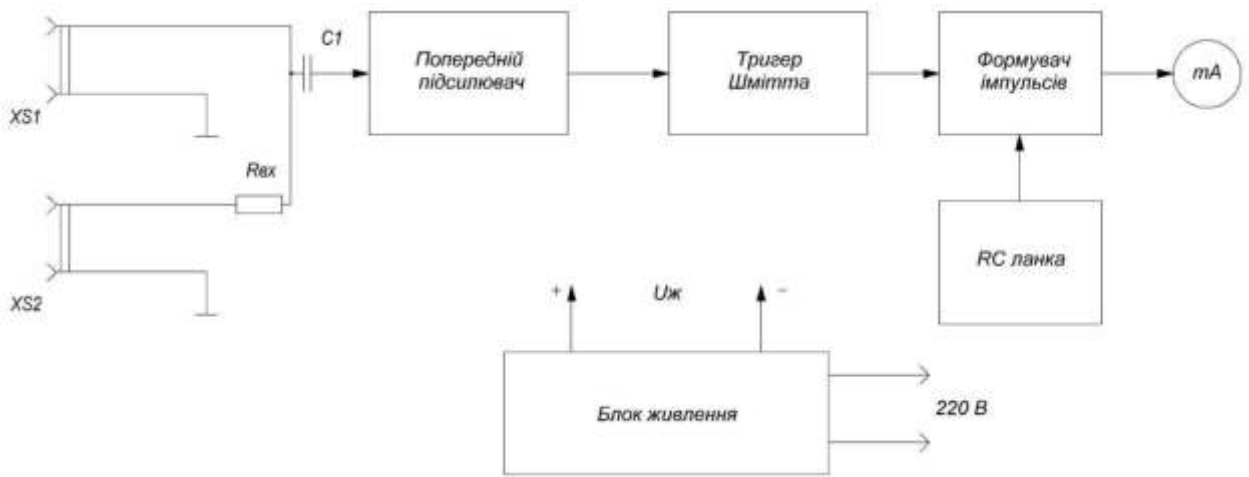 XS1
C1
Попередній
підсилювач
Тригер
Шмітта
Формувач
імпульсів
mA
Rвх
XS2
RC ланка
+
Uж
−
Блок живлення
220 В